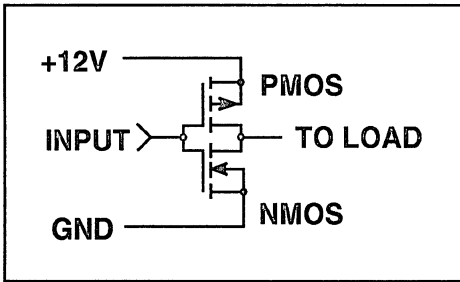 +12V
PMOS
INPUT
TO LOAD
GND
NMOS